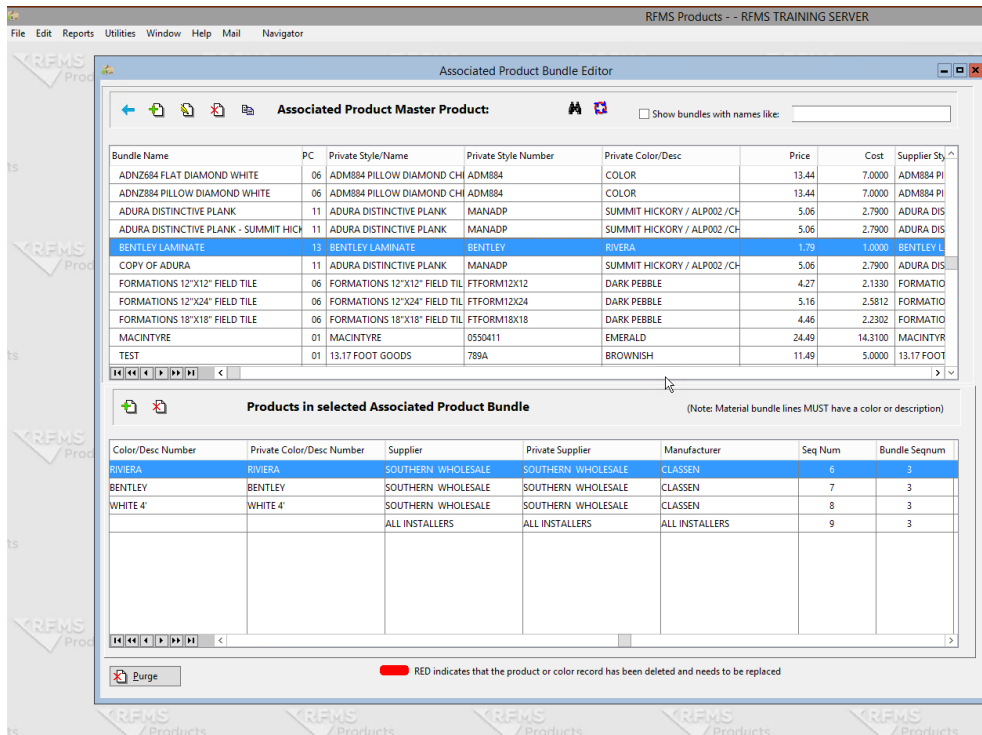 RFMS Products - - RFMS TRAINING SERVER
File Edit Reports Utilities Window Help Mail Navigator
Associated Product Bundle Editor
Associated Product Master Product: Show bundles with names like:
Bundle Name PC Private Style/Name Private Style Number Private Color/Desc Price Cost Supplier Sty
ADNZ684 FLAT DIAMOND WHITE 06 ADM884 PILLOW DIAMOND CHI ADM884 COLOR 13.44 7.0000 ADM884 PI
ADNZ684 PILLOW DIAMOND WHITE 06 ADM884 PILLOW DIAMOND CHI ADM884 COLOR 13.44 7.0000 ADM884 PI
ADURA DISTINCTIVE PLANK 11 ADURA DISTINCTIVE PLANK MANADP SUMMIT HICKORY / ALP002 /CH 5.06 2.7900 ADURA DIS
ADURA DISTINCTIVE PLANK - SUMMIT HICK 11 ADURA DISTINCTIVE PLANK MANADP SUMMIT HICKORY / ALP002 /CH 5.06 2.7900 ADURA DIS
BENTLEY LAMINATE 13 BENTLEY LAMINATE BENTLEY RIVERA 1.79 1.0000 BENTLEY L
COPY OF ADURA 11 ADURA DISTINCTIVE PLANK MANADP SUMMIT HICKORY / ALP002 /CH 5.06 2.7900 ADURA DIS
FORMATIONS 12"X12" FIELD TILE 06 FORMATIONS 12"X12" FIELD TIL FTFORM12X12 DARK PEBBLE 4.27 2.1330 FORMATIO
FORMATIONS 12"X24" FIELD TILE 06 FORMATIONS 12"X24" FIELD TIL FTFORM12X24 DARK PEBBLE 5.16 2.5812 FORMATIO
FORMATIONS 18"X18" FIELD TILE 06 FORMATIONS 18"X18" FIELD TIL FTFORM18X18 DARK PEBBLE 4.46 2.2302 FORMATIO
MACINTYRE 01 MACINTYRE 0550411 EMERALD 24.49 14.3100 MACINTYR
TEST 01 13.17 FOOT GOODS 789A BROWNISH 11.49 5.0000 13.17 FOOT
Products in selected Associated Product Bundle (Note: Material bundle lines MUST have a color or description)
Color/Desc Number Private Color/Desc Number Supplier Private Supplier Manufacturer Seq Num Bundle Seqnum
RIVIERA RIVIERA SOUTHERN WHOLESALE SOUTHERN WHOLESALE CLASSEN 6 3
BENTLEY BENTLEY SOUTHERN WHOLESALE SOUTHERN WHOLESALE CLASSEN 7 3
WHITE 4' WHITE 4' SOUTHERN WHOLESALE SOUTHERN WHOLESALE CLASSEN 8 3
ALL INSTALLERS ALL INSTALLERS ALL INSTALLERS 9 3
Purge RED indicates that the product or color record has been deleted and needs to be replaced
RFMS RFMS RFMS RFMS RFMS
Products Products Products Products Products